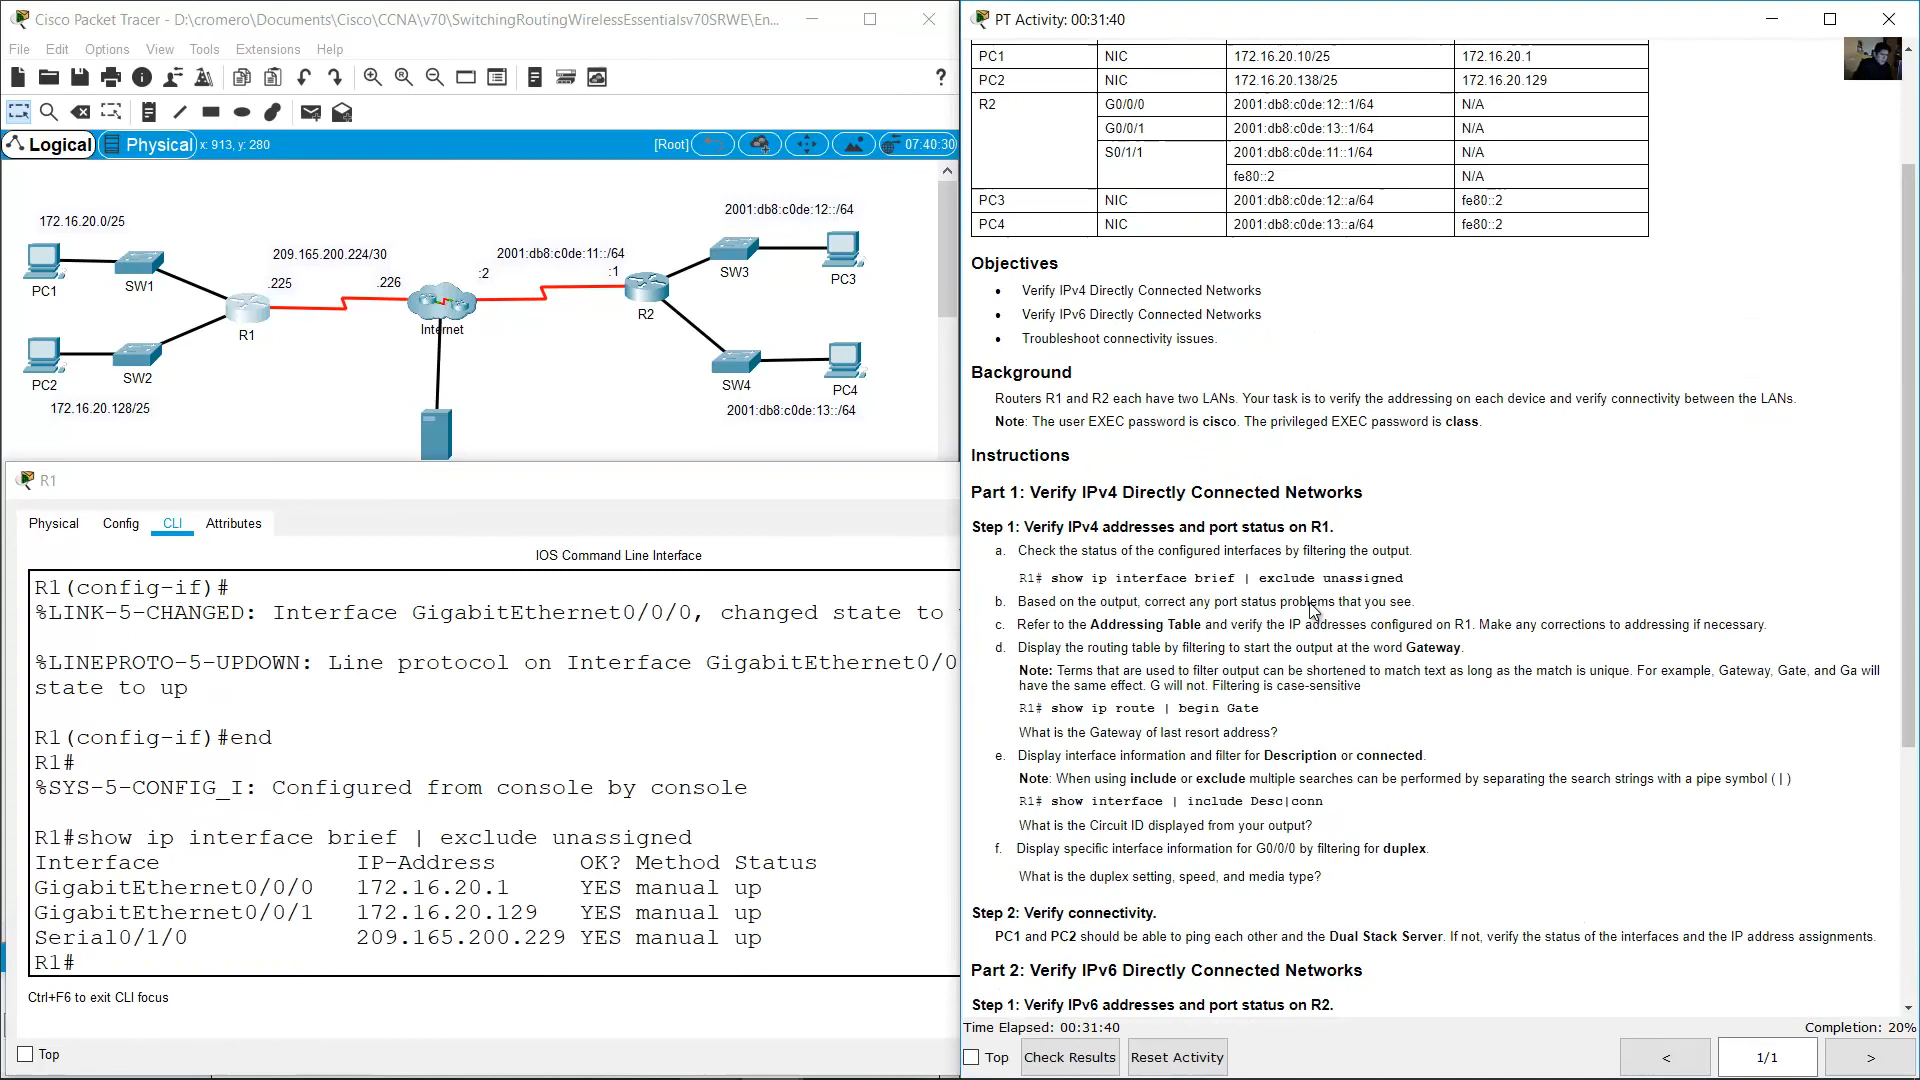 Cisco Packet Tracer - D:\cromero\Documents\Cisco\CCNA\v70\SwitchingRoutingWirelessEssentialsv70SRWE\En...
File Edit Options View Tools Extensions Help
?
Logical Physical x: 913, y: 280 [Root] 07:40:30
172.16.20.0/25
209.165.200.224/30
2001:db8:c0de:11::/64
2001:db8:c0de:12::/64
PC1
SW1
.225
.226
:2
:1
SW3
PC3
R1
Internet
R2
PC2
SW2
SW4
PC4
172.16.20.128/25
2001:db8:c0de:13::/64
R1
Physical Config CLI Attributes
IOS Command Line Interface
R1(config-if)#
%LINK-5-CHANGED: Interface GigabitEthernet0/0/0, changed state to
%LINEPROTO-5-UPDOWN: Line protocol on Interface GigabitEthernet0/0
state to up
R1(config-if)#end
R1#
%SYS-5-CONFIG_I: Configured from console by console
R1#show ip interface brief | exclude unassigned
Interface IP-Address OK? Method Status
GigabitEthernet0/0/0 172.16.20.1 YES manual up
GigabitEthernet0/0/1 172.16.20.129 YES manual up
Serial0/1/0 209.165.200.229 YES manual up
R1#
Ctrl+F6 to exit CLI focus
Top
PT Activity: 00:31:40
PC1 NIC 172.16.20.10/25 172.16.20.1
PC2 NIC 172.16.20.138/25 172.16.20.129
R2 G0/0/0 2001:db8:c0de:12::1/64 N/A
G0/0/1 2001:db8:c0de:13::1/64 N/A
S0/1/1 2001:db8:c0de:11::1/64 N/A
fe80::2 N/A
PC3 NIC 2001:db8:c0de:12::a/64 fe80::2
PC4 NIC 2001:db8:c0de:13::a/64 fe80::2
Objectives
• Verify IPv4 Directly Connected Networks
• Verify IPv6 Directly Connected Networks
• Troubleshoot connectivity issues.
Background
Routers R1 and R2 each have two LANs. Your task is to verify the addressing on each device and verify connectivity between the LANs.
Note: The user EXEC password is cisco. The privileged EXEC password is class.
Instructions
Part 1: Verify IPv4 Directly Connected Networks
Step 1: Verify IPv4 addresses and port status on R1.
a. Check the status of the configured interfaces by filtering the output.
R1# show ip interface brief | exclude unassigned
b. Based on the output, correct any port status problems that you see.
c. Refer to the Addressing Table and verify the IP addresses configured on R1. Make any corrections to addressing if necessary.
d. Display the routing table by filtering to start the output at the word Gateway.
Note: Terms that are used to filter output can be shortened to match text as long as the match is unique. For example, Gateway, Gate, and Ga will
have the same effect. G will not. Filtering is case-sensitive
R1# show ip route | begin Gate
What is the Gateway of last resort address?
e. Display interface information and filter for Description or connected.
Note: When using include or exclude multiple searches can be performed by separating the search strings with a pipe symbol ( | )
R1# show interface | include Desc|conn
What is the Circuit ID displayed from your output?
f. Display specific interface information for G0/0/0 by filtering for duplex.
What is the duplex setting, speed, and media type?
Step 2: Verify connectivity.
PC1 and PC2 should be able to ping each other and the Dual Stack Server. If not, verify the status of the interfaces and the IP address assignments.
Part 2: Verify IPv6 Directly Connected Networks
Step 1: Verify IPv6 addresses and port status on R2.
Time Elapsed: 00:31:40 Completion: 20%
Top Check Results Reset Activity < 1/1 >